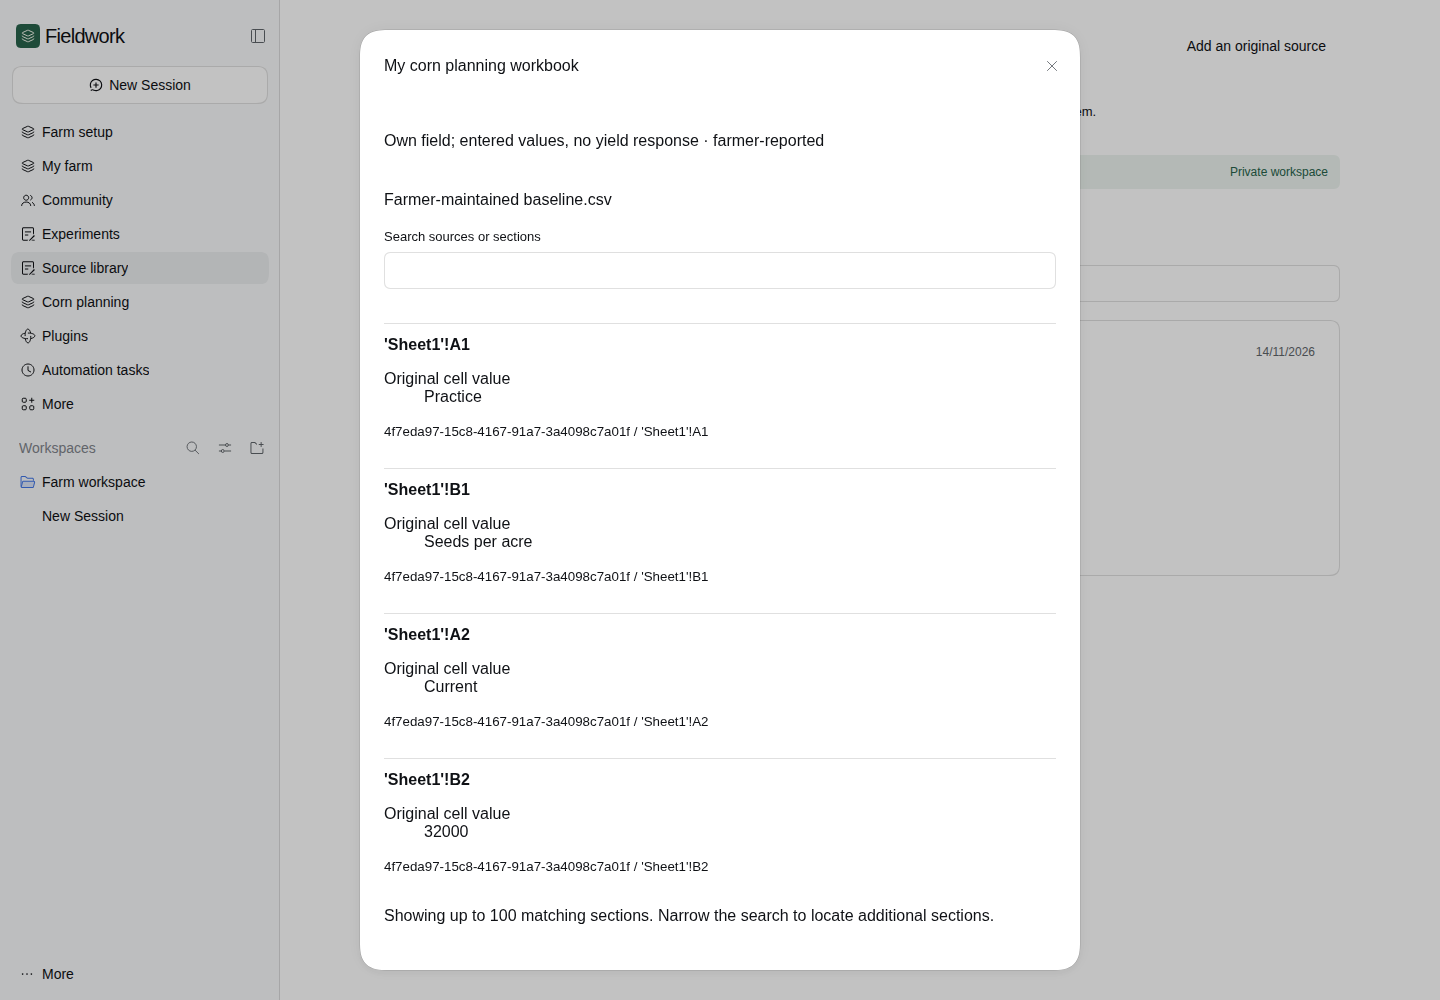 Fieldwork
New Session
Farm setup
My farm
Community
Experiments
Source library
Corn planning
Plugins
Automation tasks
More
Workspaces
Farm workspace
New Session
More
Add an original source
em.
Private workspace
14/11/2026
My corn planning workbook
Own field; entered values, no yield response · farmer-reported
Farmer-maintained baseline.csv
Search sources or sections
'Sheet1'!A1
Original cell value
Practice
4f7eda97-15c8-4167-91a7-3a4098c7a01f / 'Sheet1'!A1
'Sheet1'!B1
Original cell value
Seeds per acre
4f7eda97-15c8-4167-91a7-3a4098c7a01f / 'Sheet1'!B1
'Sheet1'!A2
Original cell value
Current
4f7eda97-15c8-4167-91a7-3a4098c7a01f / 'Sheet1'!A2
'Sheet1'!B2
Original cell value
32000
4f7eda97-15c8-4167-91a7-3a4098c7a01f / 'Sheet1'!B2
Showing up to 100 matching sections. Narrow the search to locate additional sections.